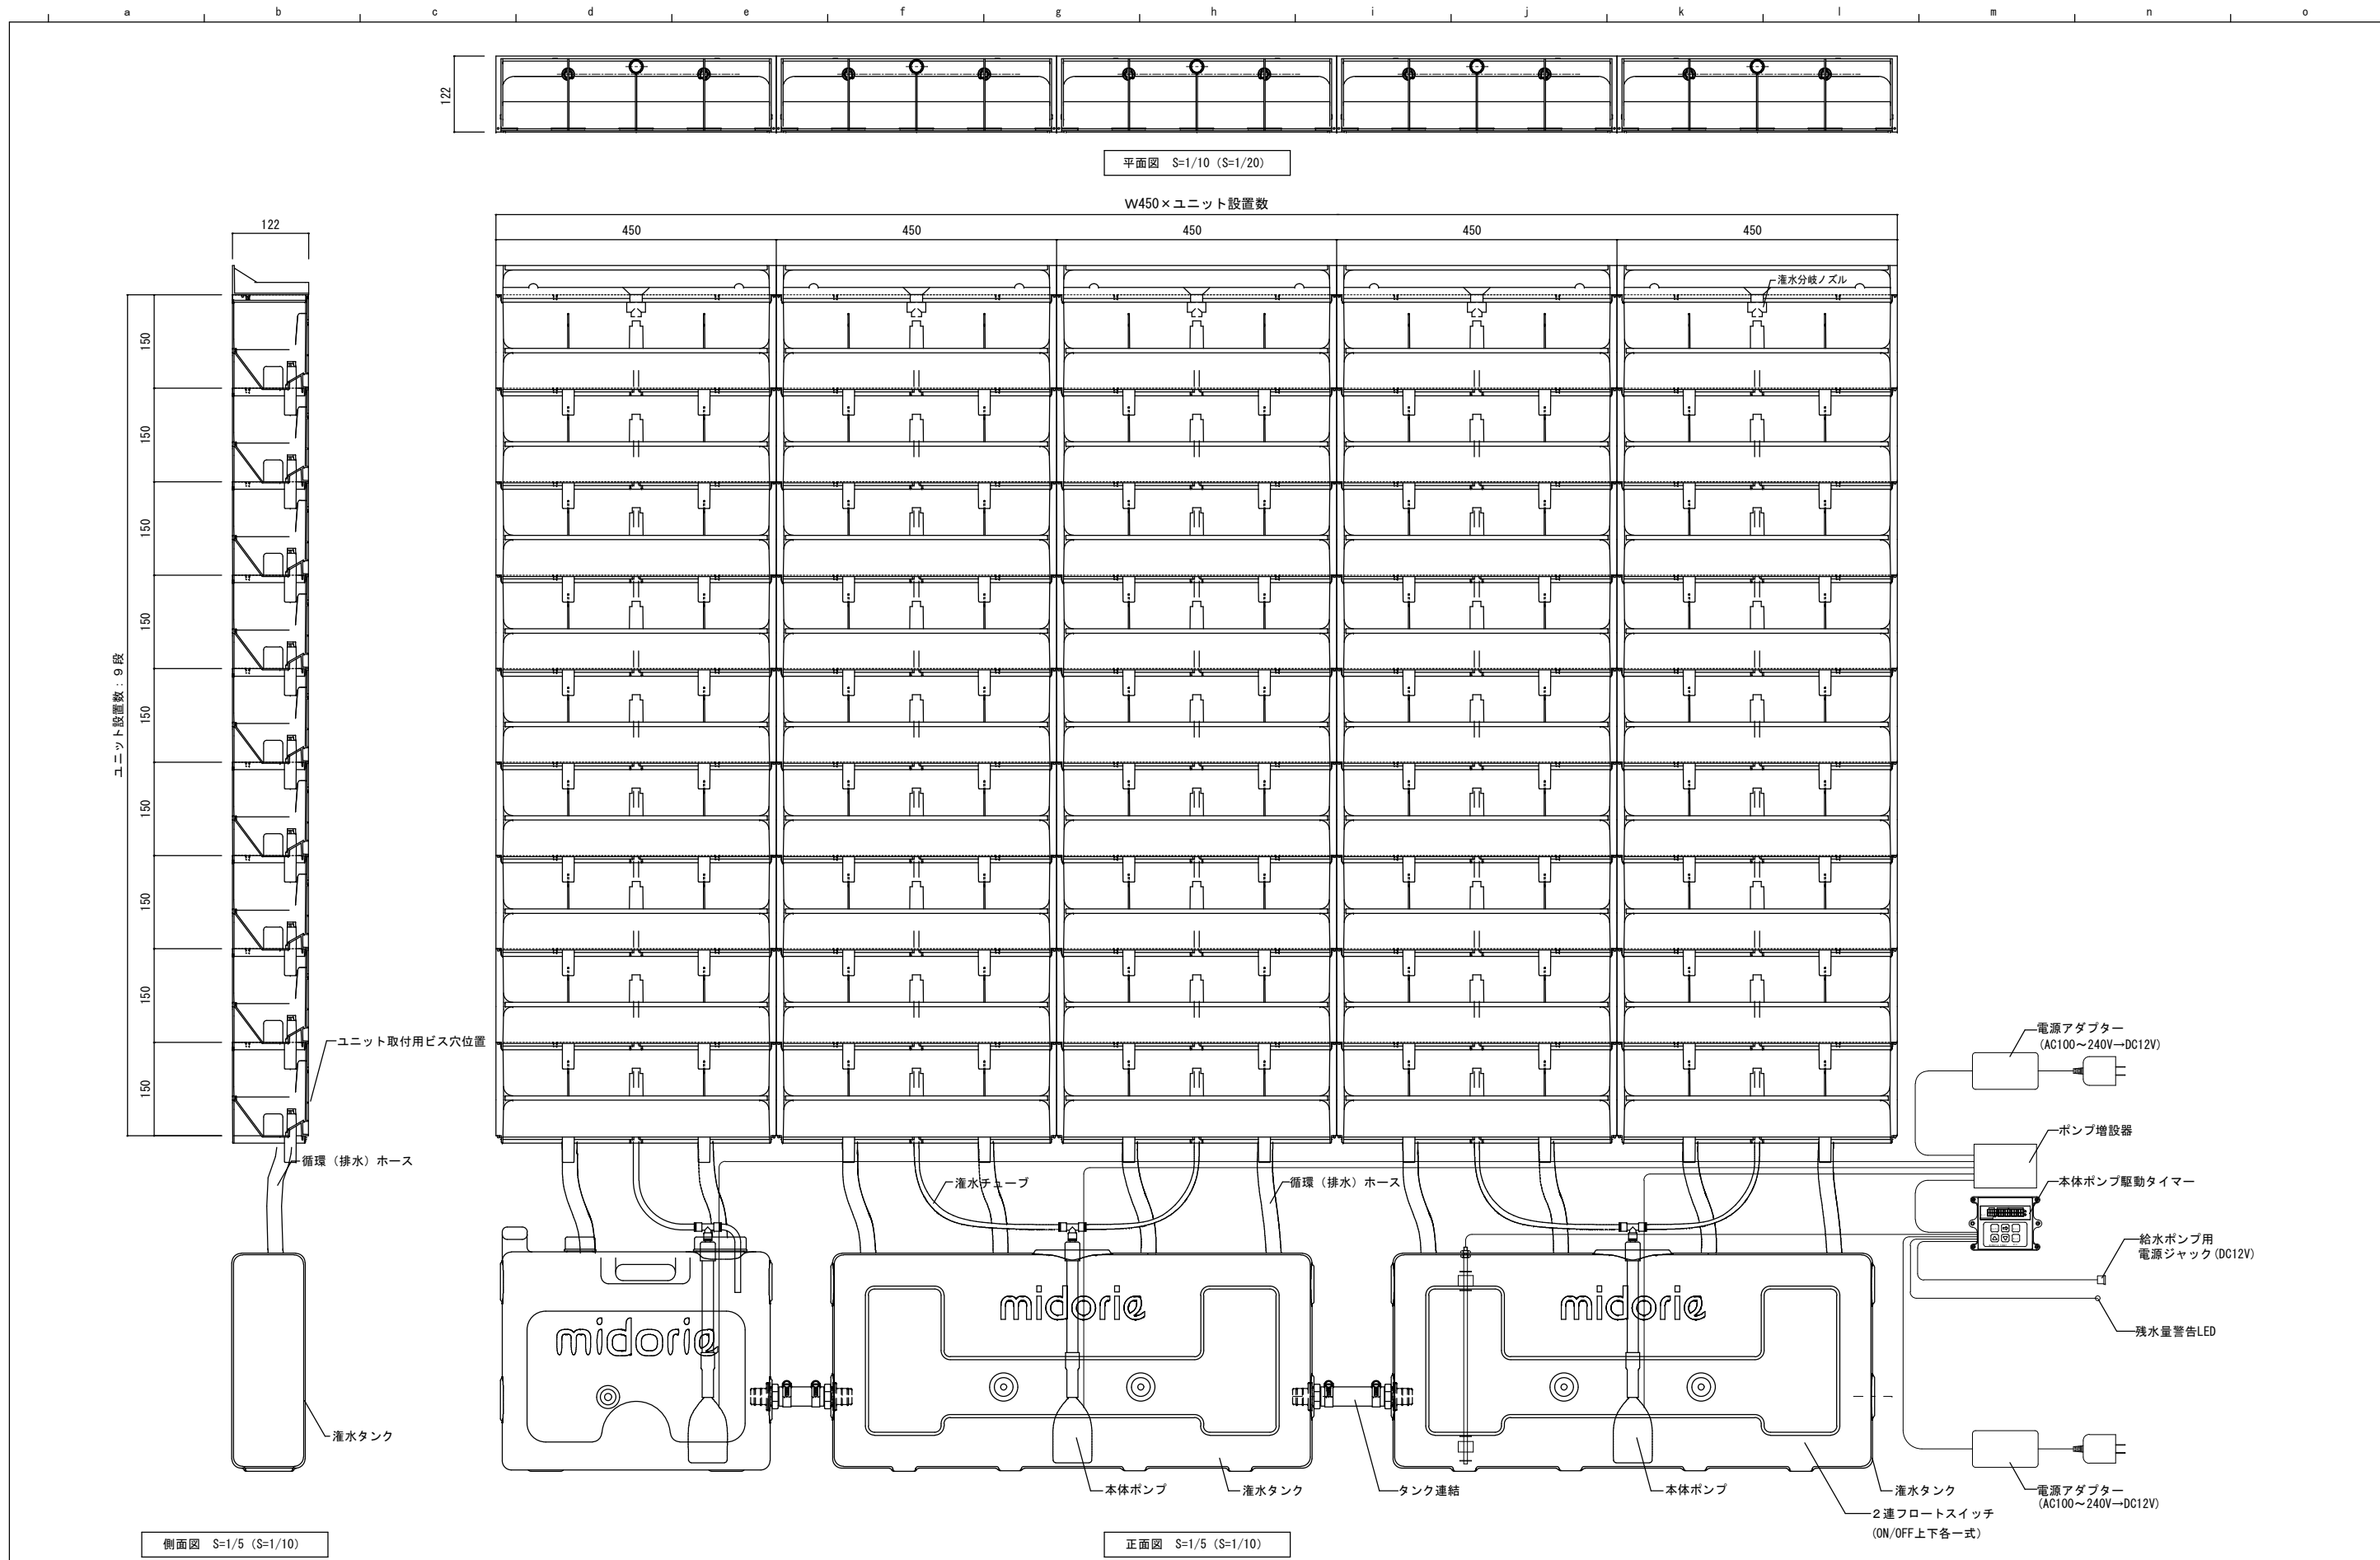 a b c d e f g h i j k l m n o
122
平面図 S=1/10 (S=1/20)
W450×ユニット設置数
122
450 450 450 450 450
潅水分岐ノズル
150
150
150
150
150
150
150
150
150
ユニット設置数：９段
ユニット取付用ビス穴位置
循環（排水）ホース
潅水タンク
潅水チューブ
循環（排水）ホース
電源アダプター
(AC100～240V→DC12V)
ポンプ増設器
本体ポンプ駆動タイマー
給水ポンプ用
電源ジャック(DC12V)
残水量警告LED
midorie
midorie
midorie
本体ポンプ
潅水タンク
タンク連結
本体ポンプ
潅水タンク
２連フロートスイッチ
(ON/OFF上下各一式)
電源アダプター
(AC100～240V→DC12V)
側面図 S=1/5 (S=1/10)
正面図 S=1/5 (S=1/10)